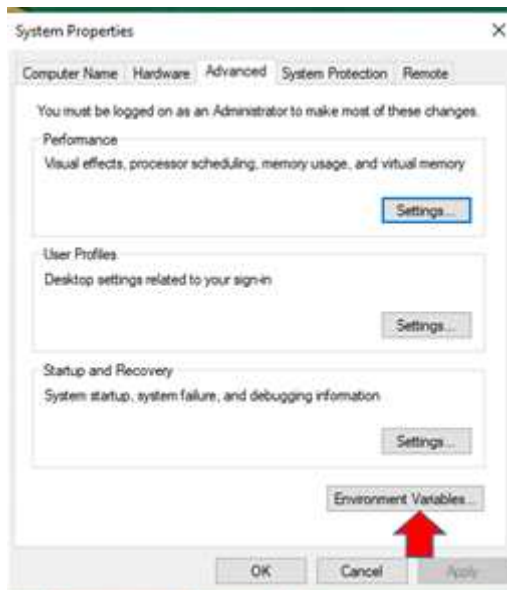 System Properties
Computer Name Hardware Advanced System Protection Remote
You must be logged on as an Administrator to make most of these changes.
Performance
Visual effects, processor scheduling, memory usage, and virtual memory
Settings...
User Profiles
Desktop settings related to your sign-in
Settings...
Startup and Recovery
System startup, system failure, and debugging information
Settings...
Environment Variables...
OK Cancel Apply